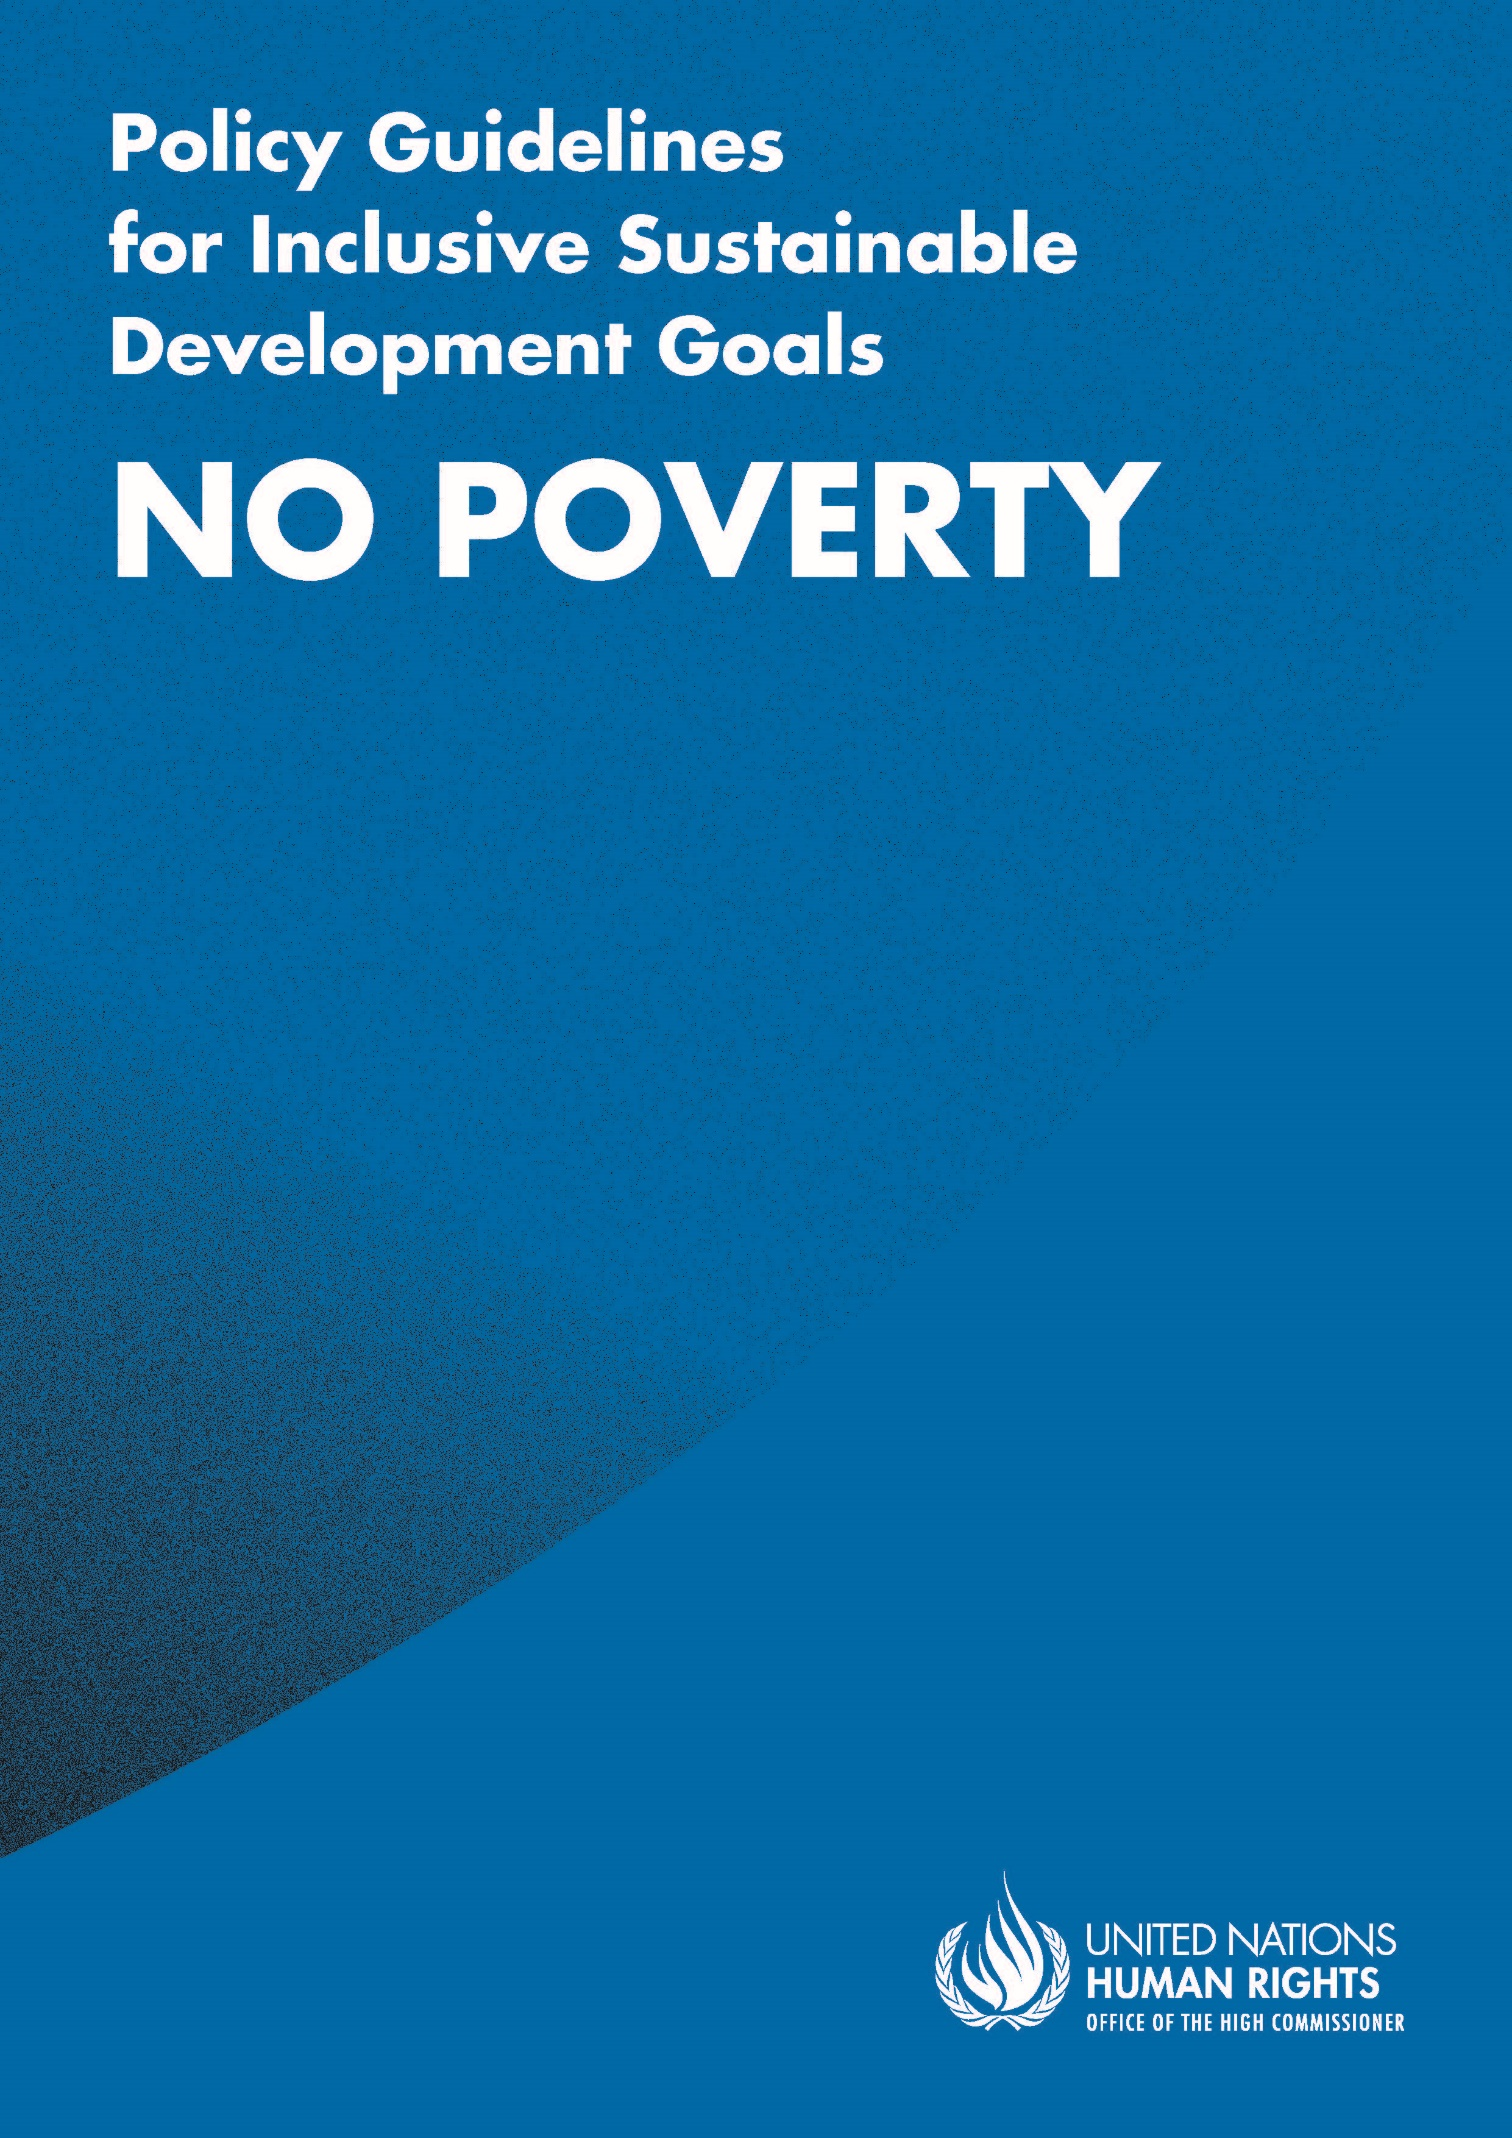 Policy Guidelines
for Inclusive Sustainable
Development Goals
NO POVERTY
UNITED NATIONS
HUMAN RIGHTS
OFFICE OF THE HIGH COMMISSIONER